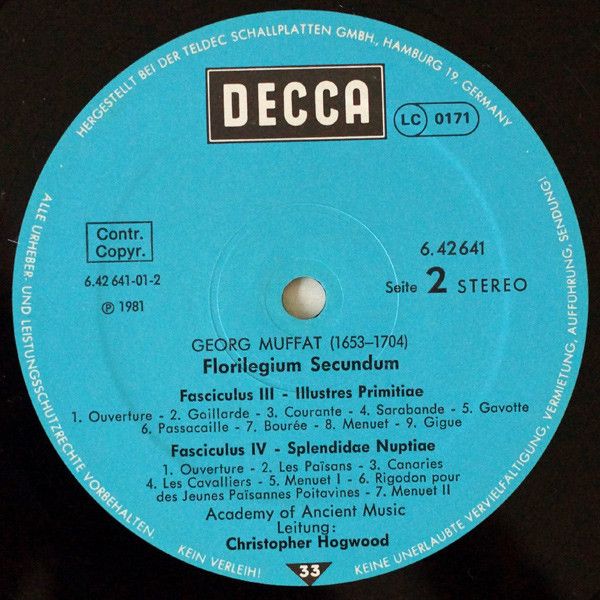 HERGESTELLT BEI DER TELDEC SCHALLPLATTEN GMBH., HAMBURG 19, GERMANY
DECCA
LC 0171
Contr.
Copyr.
6.42 641-01-2
℗ 1981
6.42 641
Seite 2 STEREO
GEORG MUFFAT (1653–1704)
Florilegium Secundum
Fasciculus III - Illustres Primitiae
1. Ouverture - 2. Gaillarde - 3. Courante - 4. Sarabande - 5. Gavotte
6. Passacaille - 7. Bourée - 8. Menuet - 9. Gigue
Fasciculus IV - Splendidae Nuptiae
1. Ouverture - 2. Les Païsans - 3. Canaries
4. Les Cavalliers - 5. Menuet I - 6. Rigodon pour
des Jeunes Païsannes Poitavines - 7. Menuet II
Academy of Ancient Music
Leitung:
Christopher Hogwood
33
ALLE URHEBER- UND LEISTUNGSSCHUTZRECHTE VORBEHALTEN.
KEIN VERLEIH!
KEINE UNERLAUBTE VERVIELFÄLTIGUNG, VERMIETUNG, AUFFÜHRUNG, SENDUNG!